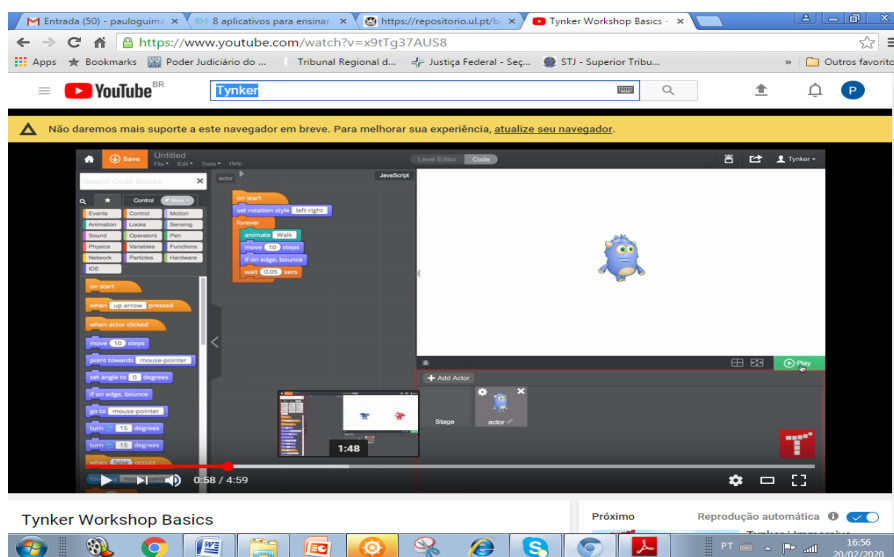 Entrada (50) - pauloguima
8 aplicativos para ensinar
https://repositorio.ul.pt/bi
Tynker Workshop Basics -
https://www.youtube.com/watch?v=x9tTg37AUS8
Apps
Bookmarks
Poder Judiciário do ...
Tribunal Regional d...
Justiça Federal - Seç...
STJ - Superior Tribu...
»
Outros favorito
YouTube BR
Tynker
P
Não daremos mais suporte a este navegador em breve. Para melhorar sua experiência, atualize seu navegador.
Save
Untitled
File
Edit
Tools
Help
Level Editor
Code
Tynker
Search Code Blocks
actor
JavaScript
Control
More
Events
Control
Motion
Animation
Looks
Sensing
Sound
Operators
Pen
Physics
Variables
Functions
Network
Particles
Hardware
IDE
on start
when up arrow pressed
when actor clicked
move 10 steps
point towards mouse-pointer
set angle to 0 degrees
if on edge, bounce
go to mouse-pointer
turn 15 degrees
turn 15 degrees
when false occurs
on start
set rotation style left-right
forever
animate Walk
move 10 steps
if on edge, bounce
wait 0.05 secs
Play
+ Add Actor
Stage
actor
1:48
T
0:58 / 4:59
Tynker Workshop Basics
Próximo
Reprodução automática
PT
16:56